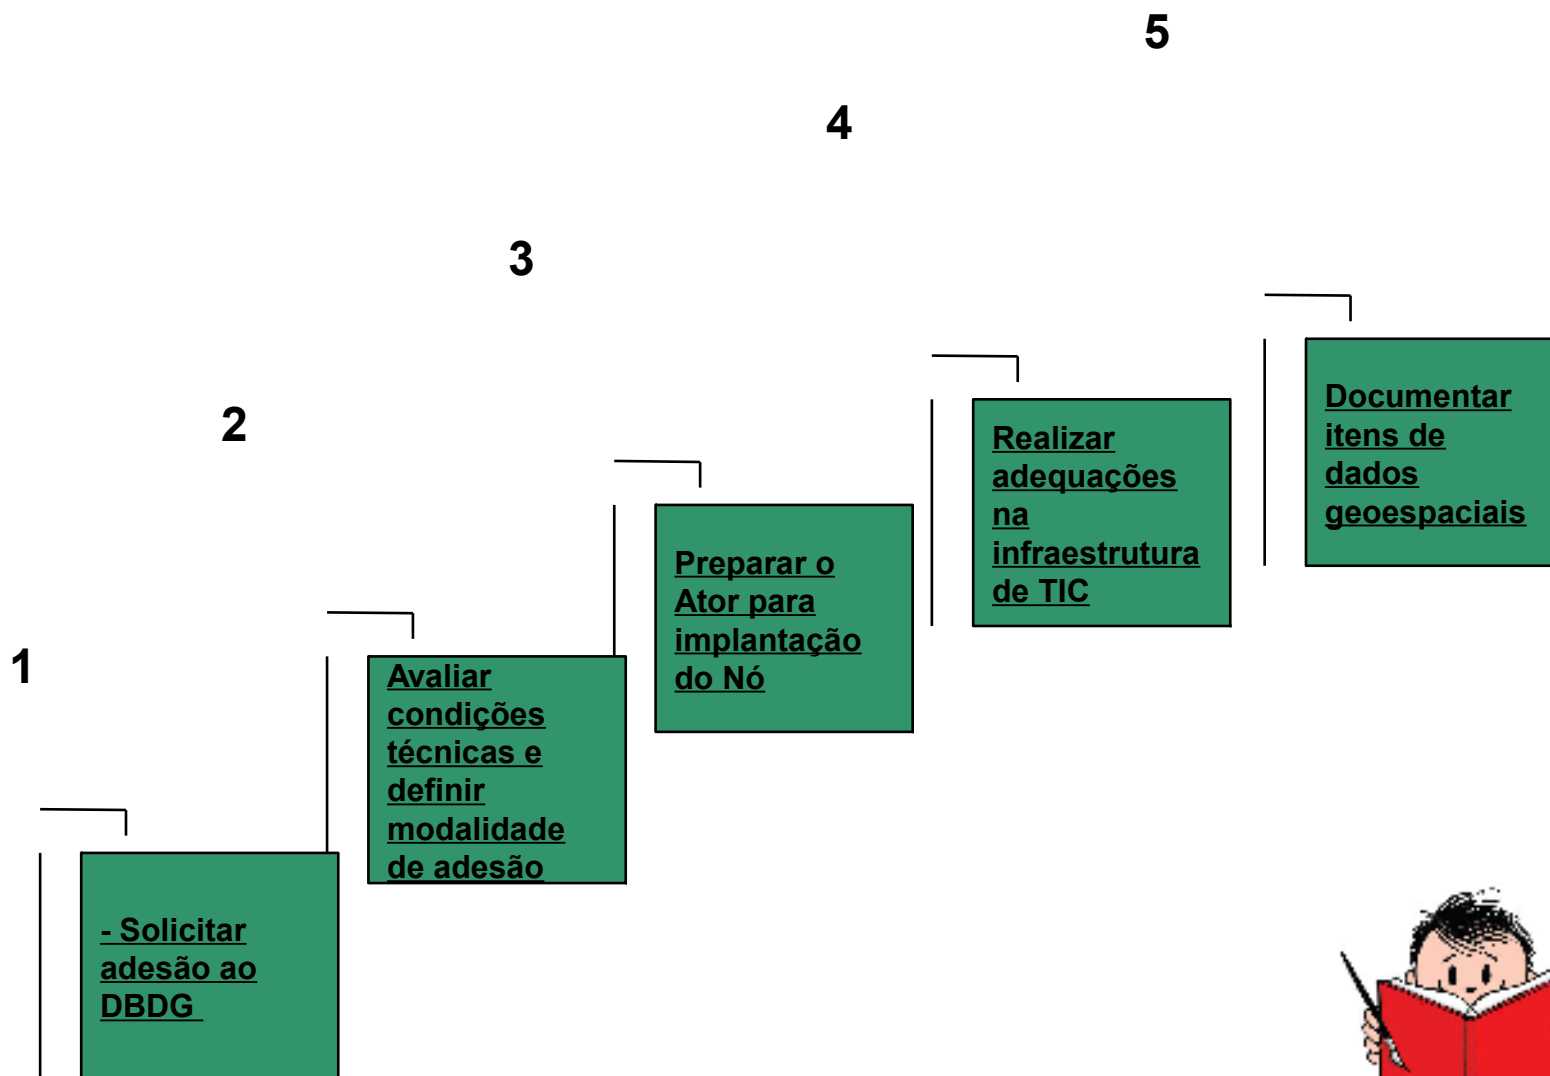 1
- Solicitar
adesão ao
DBDG
2
Avaliar
condições
técnicas e
definir
modalidade
de adesão
3
Preparar o
Ator para
implantação
do Nó
4
Realizar
adequações
na
infraestrutura
de TIC
5
Documentar
itens de
dados
geoespaciais